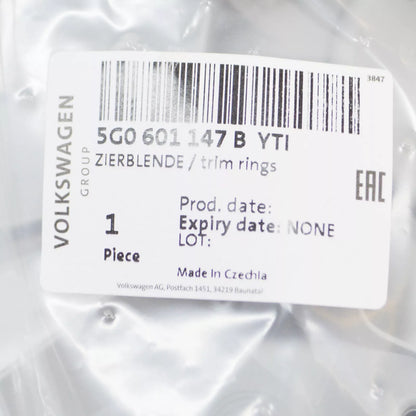 3847
5G0 601 147 B YTI
ZIERBLENDE / trim rings
VOLKSWAGEN
GROUP
EAC
Prod. date:
1
Expiry date: NONE
LOT:
Piece
Made In Czechia
Volkswagen AG, Postfach 1451, 34219 Baunatal